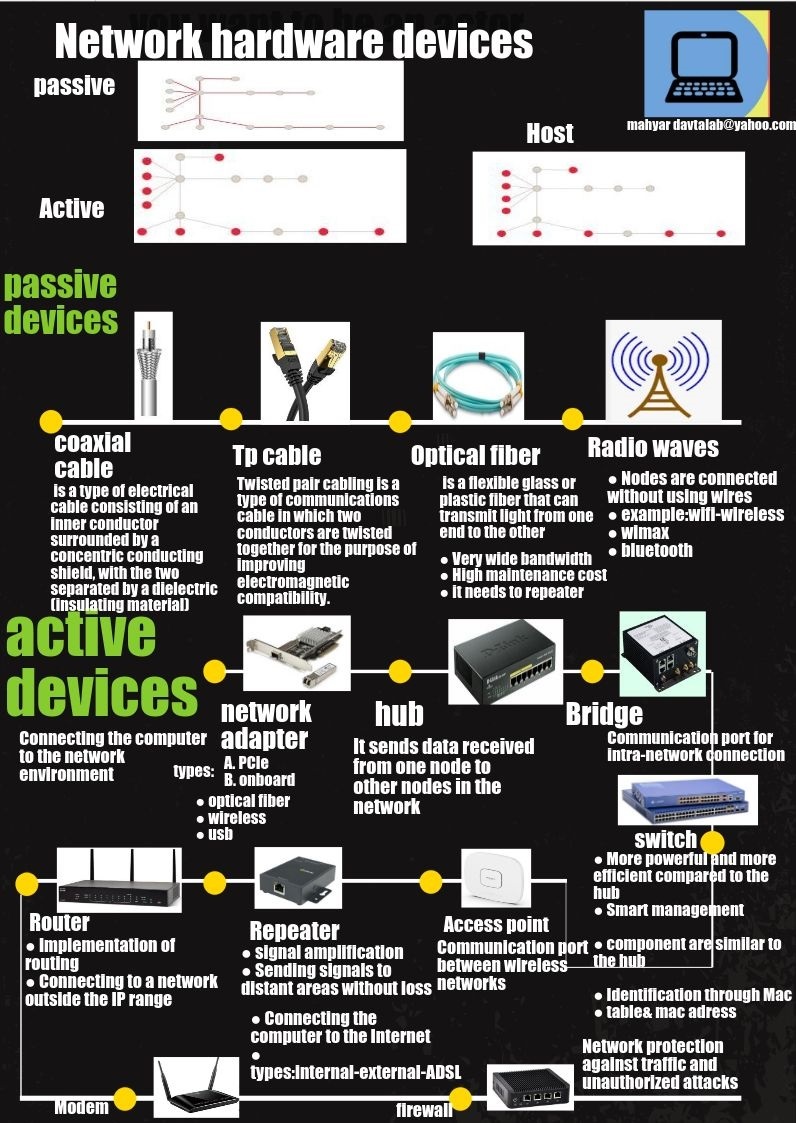 Network hardware devices
passive
mahyar davtalab@yahoo.com
Host
Active
passive
devices
coaxial
cable
is a type of electrical
cable consisting of an
inner conductor
surrounded by a
concentric conducting
shield, with the two
separated by a dielectric
(insulating material)
Tp cable
Twisted pair cabling is a
type of communications
cable in which two
conductors are twisted
together for the purpose of
improving
electromagnetic
compatibility.
Optical fiber
is a flexible glass or
plastic fiber that can
transmit light from one
end to the other
● Very wide bandwidth
● High maintenance cost
● it needs to repeater
Radio waves
● Nodes are connected
without using wires
● example:wifi-wireless
● wimax
● bluetooth
active
devices
Connecting the computer
to the network
environment
network
adapter
types:
A. PCIe
B. onboard
● optical fiber
● wireless
● usb
D-Link
hub
It sends data received
from one node to
other nodes in the
network
Bridge
Communication port for
intra-network connection
switch
● More powerful and more
efficient compared to the
hub
● Smart management
● component are similar to
the hub
● Identification through Mac
● table& mac adress
Access point
Communication port
between wireless
networks
Repeater
● signal amplification
● Sending signals to
distant areas without loss
Router
● Implementation of
routing
● Connecting to a network
outside the IP range
● Connecting the
computer to the Internet
●
types:Internal-external-ADSL
Modem
firewall
Network protection
against traffic and
unauthorized attacks